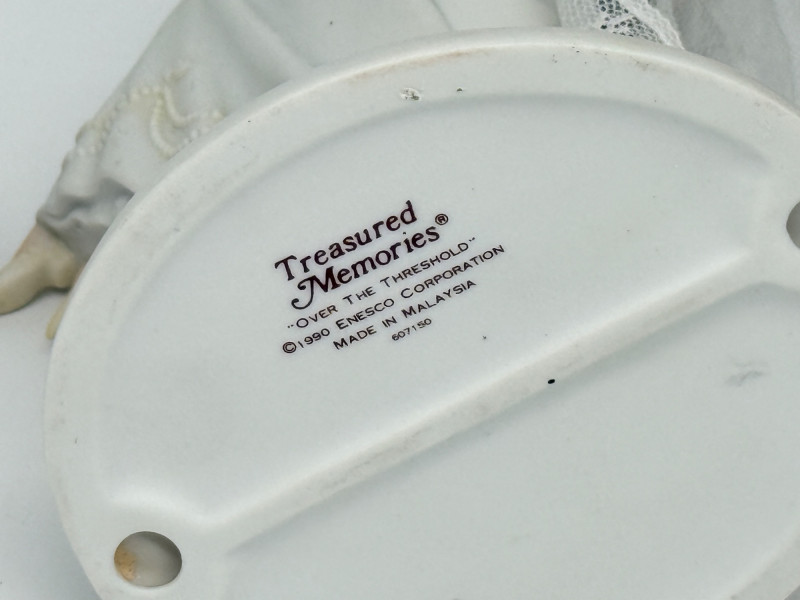 Treasured
Memories®
"OVER THE THRESHOLD"
©1990 ENESCO CORPORATION
MADE IN MALAYSIA
607150